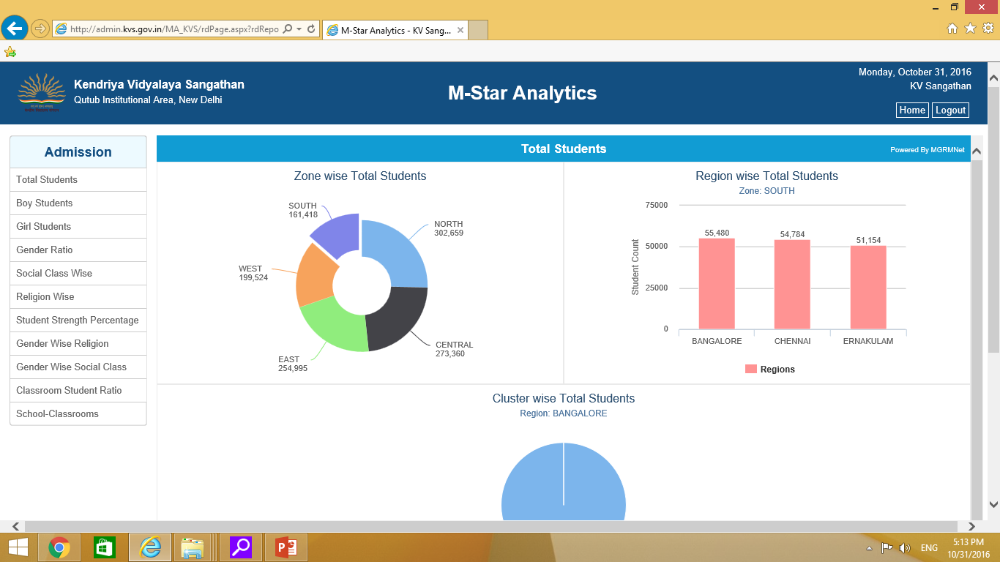 http://admin.kvs.gov.in/MA_KVS/rdPage.aspx?rdRepo
M-Star Analytics - KV Sang...
Kendriya Vidyalaya Sangathan
Qutub Institutional Area, New Delhi
M-Star Analytics
Monday, October 31, 2016
KV Sangathan
Home Logout
Admission
Total Students
Boy Students
Girl Students
Gender Ratio
Social Class Wise
Religion Wise
Student Strength Percentage
Gender Wise Religion
Gender Wise Social Class
Classroom Student Ratio
School-Classrooms
Total Students
Powered By MGRMNet
Zone wise Total Students
SOUTH
161,418
NORTH
302,659
WEST
199,524
CENTRAL
273,360
EAST
254,995
Region wise Total Students
Zone: SOUTH
Student Count
75000
50000
25000
0
55,480
54,784
51,154
BANGALORE
CHENNAI
ERNAKULAM
Regions
Cluster wise Total Students
Region: BANGALORE
ENG
5:13 PM
10/31/2016